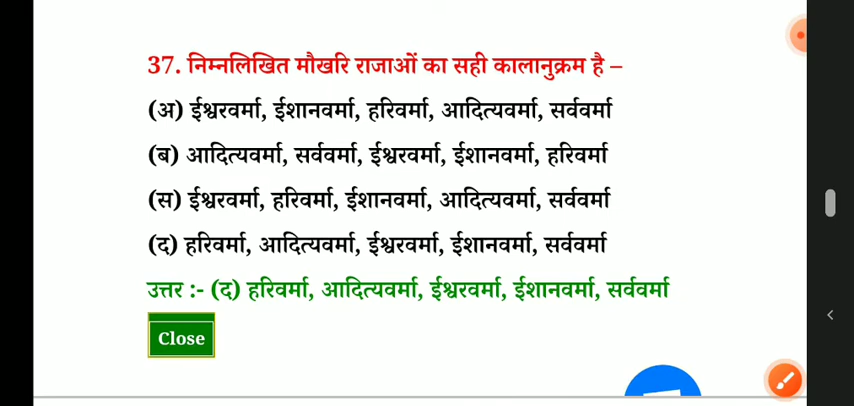 37. निम्नलिखित मौखरि राजाओं का सही कालानुक्रम है –
(अ) ईश्वरवर्मा, ईशानवर्मा, हरिवर्मा, आदित्यवर्मा, सर्ववर्मा
(ब) आदित्यवर्मा, सर्ववर्मा, ईश्वरवर्मा, ईशानवर्मा, हरिवर्मा
(स) ईश्वरवर्मा, हरिवर्मा, ईशानवर्मा, आदित्यवर्मा, सर्ववर्मा
(द) हरिवर्मा, आदित्यवर्मा, ईश्वरवर्मा, ईशानवर्मा, सर्ववर्मा
उत्तर :- (द) हरिवर्मा, आदित्यवर्मा, ईश्वरवर्मा, ईशानवर्मा, सर्ववर्मा
Close